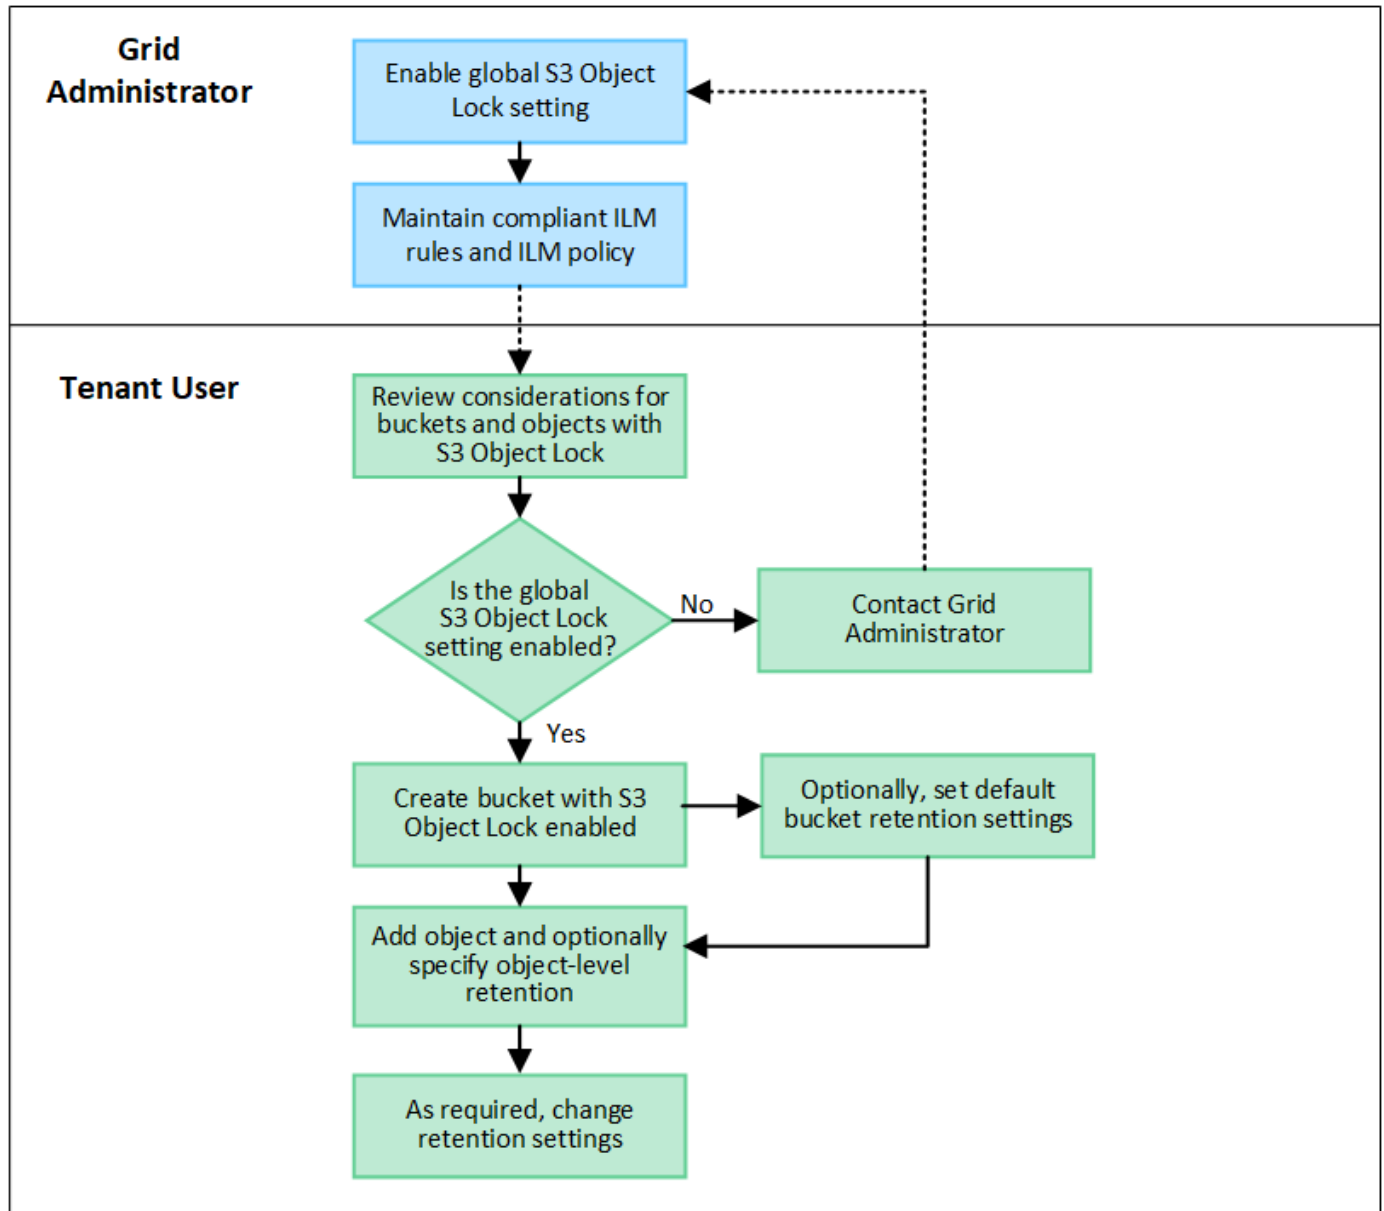 Grid
Administrator
Enable global S3 Object
Lock setting
Maintain compliant ILM
rules and ILM policy
Tenant User
Review considerations for
buckets and objects with
S3 Object Lock
Is the global
S3 Object Lock
setting enabled?
No
Contact Grid
Administrator
Yes
Create bucket with S3
Object Lock enabled
Optionally, set default
bucket retention settings
Add object and optionally
specify object-level
retention
As required, change
retention settings